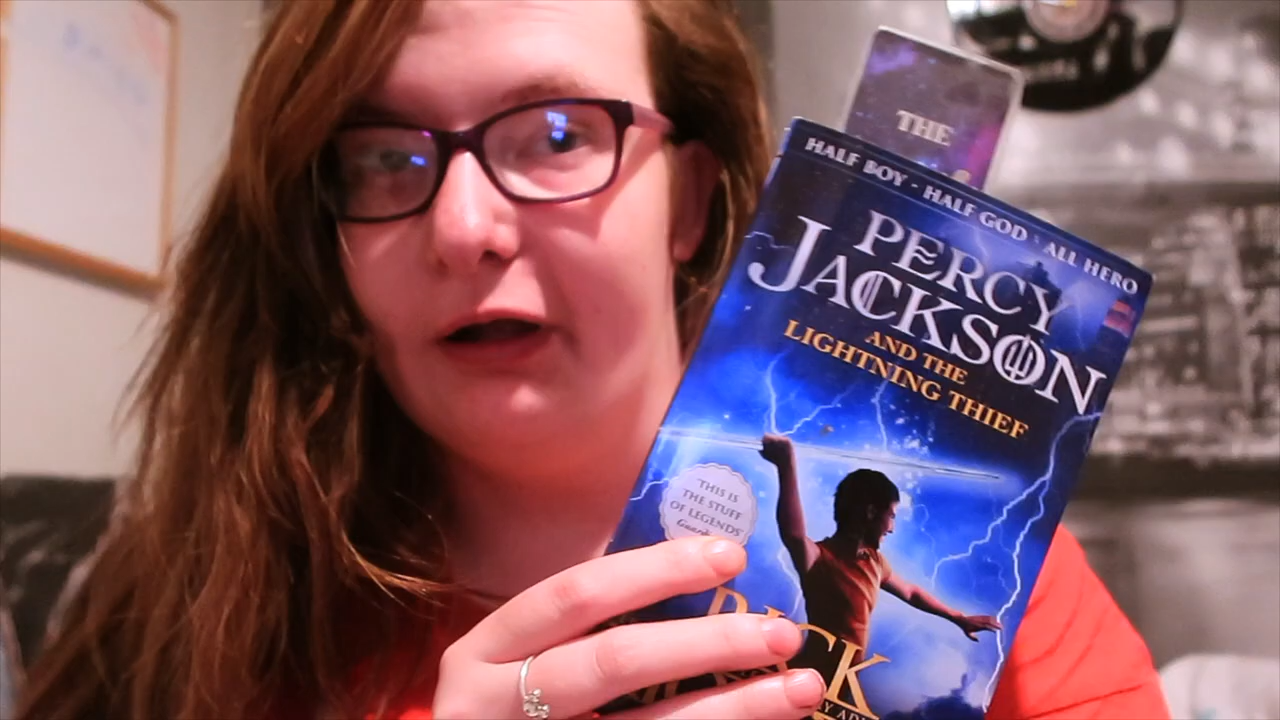 THE
HALF BOY · HALF GOD · ALL HERO
PERCY
JACKSON
AND THE
LIGHTNING THIEF
THIS IS
THE STUFF
OF LEGENDS'
RICK